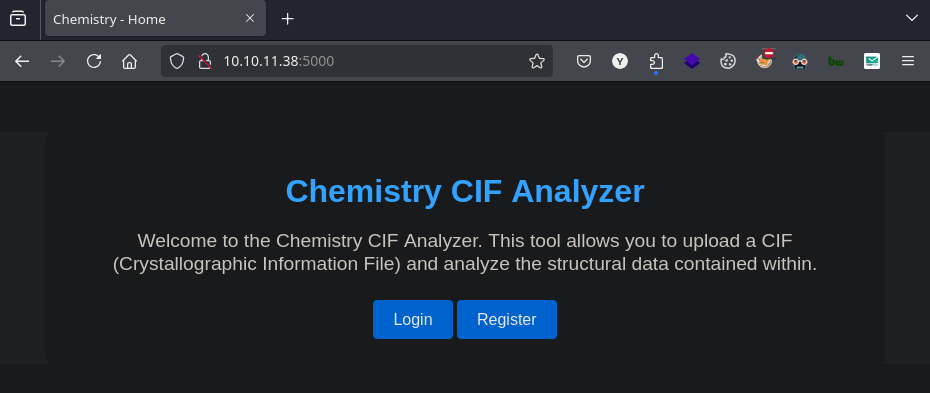 Chemistry - Home
10.10.11.38:5000
Y
bw
Chemistry CIF Analyzer
Welcome to the Chemistry CIF Analyzer. This tool allows you to upload a CIF
(Crystallographic Information File) and analyze the structural data contained within.
Login Register